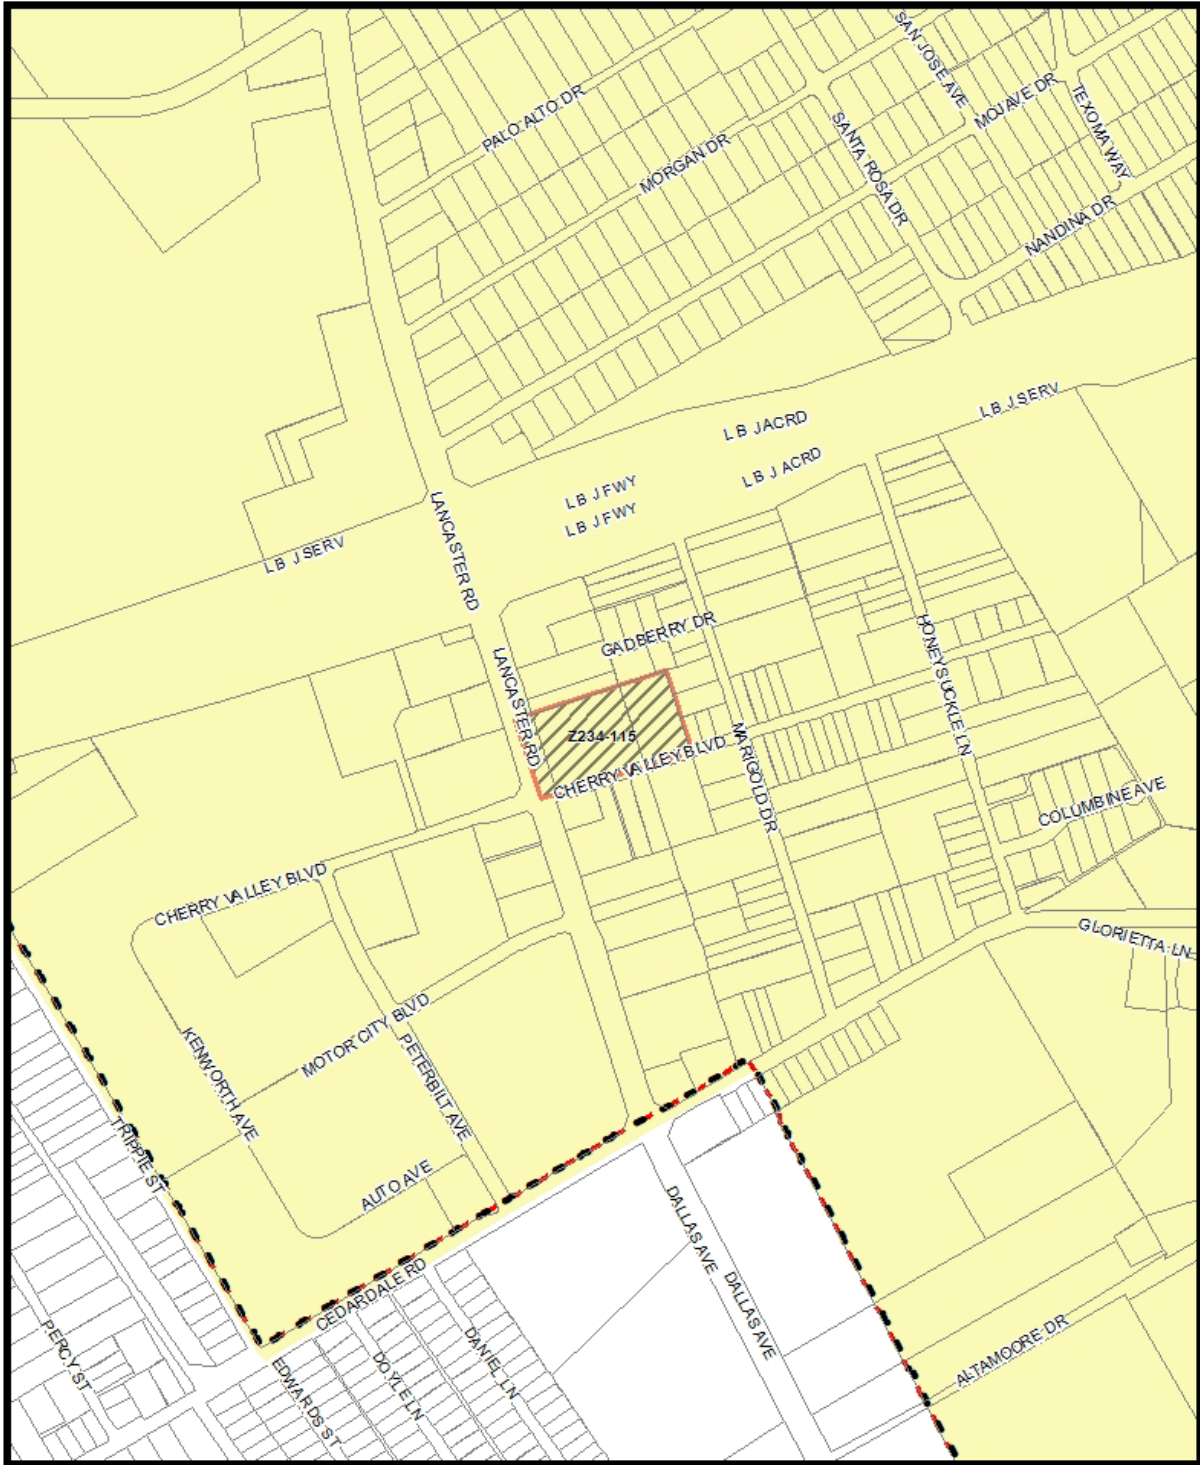 SAN JOSE AVE
PALO ALTO DR
MOJAVE DR
TEXOMA WAY
MORGAN DR
SANTA ROSA DR
NANDINA DR
L B J SERV
L B J ACRD
L B J ACRD
L B J FWY
L B J FWY
LANCASTER RD
L B J SERV
GADBERRY DR
HONEYSUCKLE LN
LANCASTER RD
Z234-115
MARIGOLD DR
CHERRY VALLEY BLVD
COLUMBINE AVE
CHERRY VALLEY BLVD
GLORIETTA LN
MOTOR CITY BLVD
KENWORTH AVE
PETERBILT AVE
TRIPPIE ST
AUTO AVE
DALLAS AVE
CEDARDALE RD
DALLAS AVE
PERCY ST
EDWARDS ST
DOYLE LN
DANIEL LN
ALTAMOORE DR